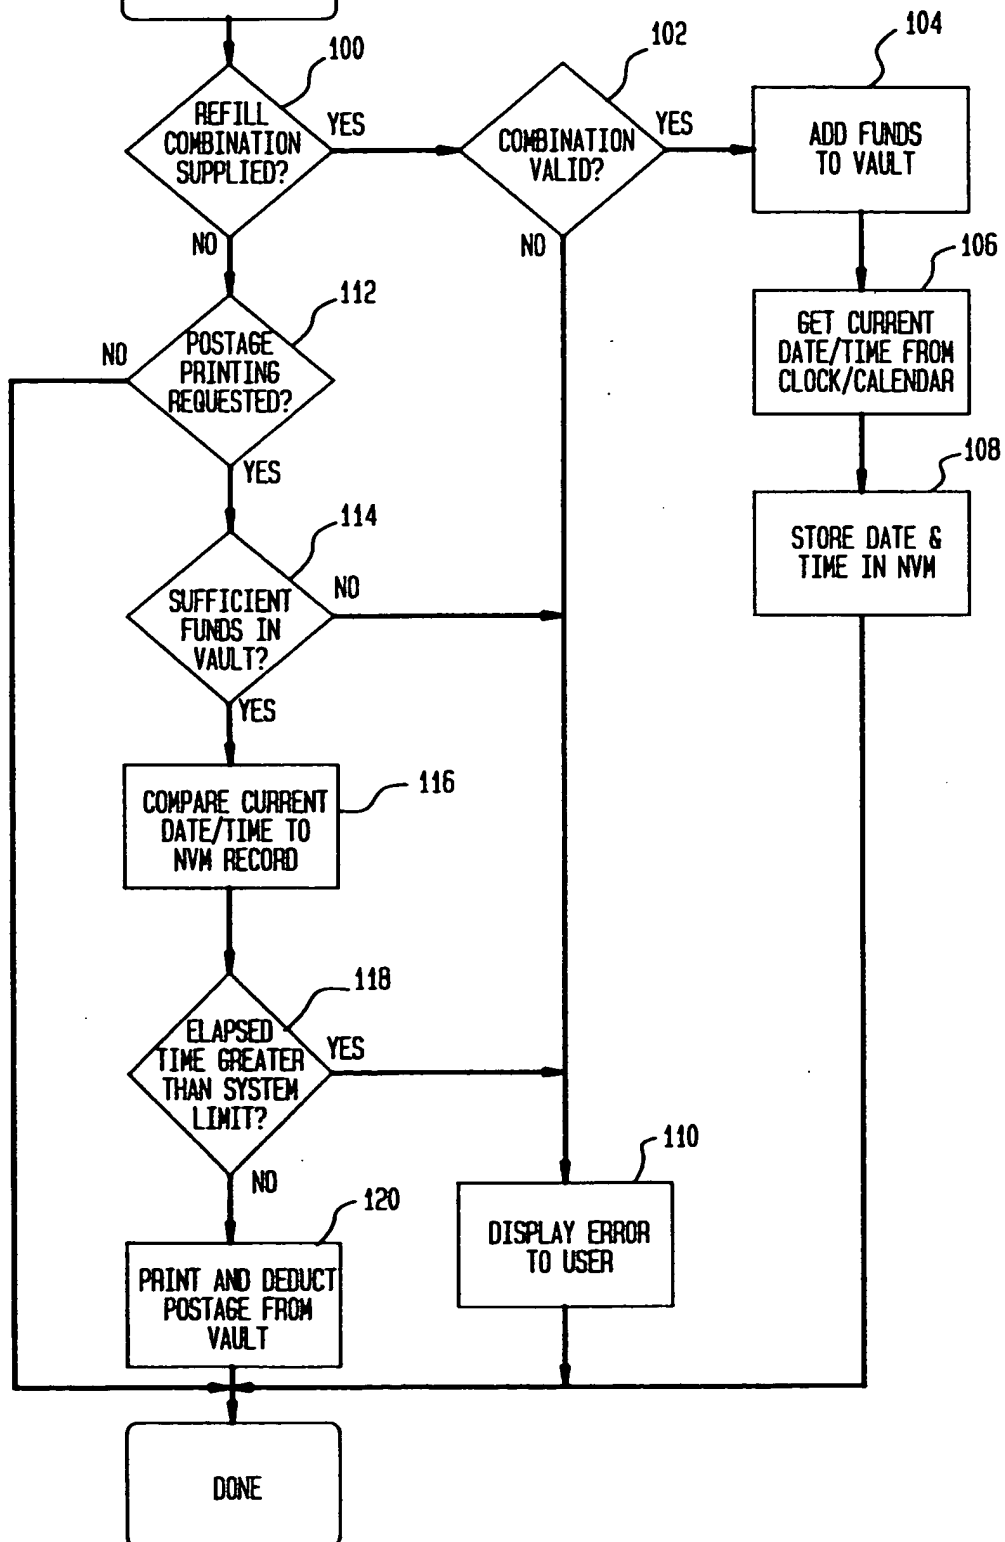 100
REFILL
COMBINATION
SUPPLIED?
YES
NO
102
COMBINATION
VALID?
YES
NO
104
ADD FUNDS
TO VAULT
106
GET CURRENT
DATE/TIME FROM
CLOCK/CALENDAR
108
STORE DATE &
TIME IN NVM
112
POSTAGE
PRINTING
REQUESTED?
NO
YES
114
SUFFICIENT
FUNDS IN
VAULT?
NO
YES
116
COMPARE CURRENT
DATE/TIME TO
NVM RECORD
118
ELAPSED
TIME GREATER
THAN SYSTEM
LIMIT?
YES
NO
110
DISPLAY ERROR
TO USER
120
PRINT AND DEDUCT
POSTAGE FROM
VAULT
DONE